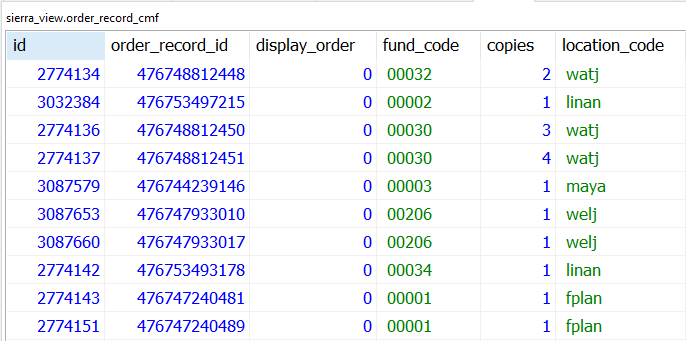 sierra_view.order_record_cmf
id order_record_id display_order fund_code copies location_code
2774134 476748812448 0 00032 2 watj
3032384 476753497215 0 00002 1 linan
2774136 476748812450 0 00030 3 watj
2774137 476748812451 0 00030 4 watj
3087579 476744239146 0 00003 1 maya
3087653 476747933010 0 00206 1 welj
3087660 476747933017 0 00206 1 welj
2774142 476753493178 0 00034 1 linan
2774143 476747240481 0 00001 1 fplan
2774151 476747240489 0 00001 1 fplan